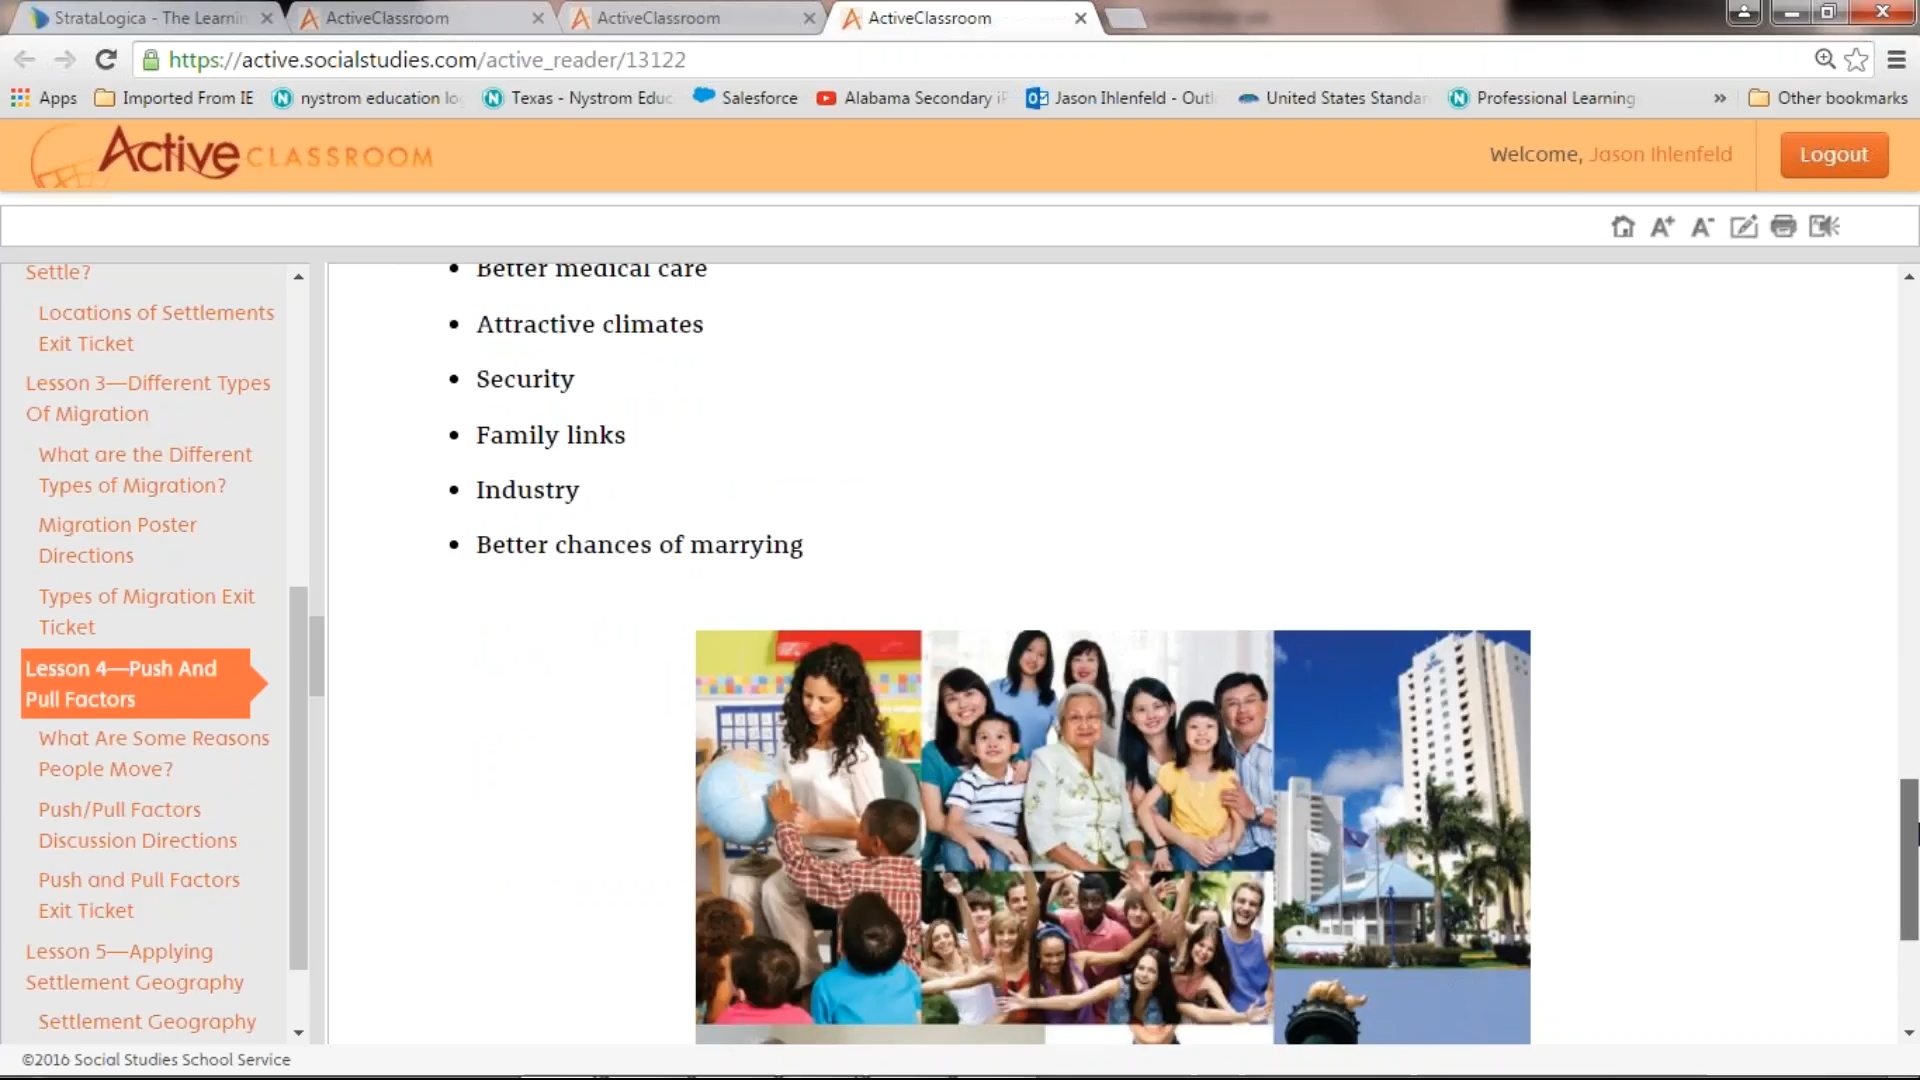 StrataLogica - The Learnin
ActiveClassroom
ActiveClassroom
ActiveClassroom
https://active.socialstudies.com/active_reader/13122
Apps
Imported From IE
nystrom education lo
Texas - Nystrom Educ
Salesforce
Alabama Secondary i
Jason Ihlenfeld - Outl
United States Standar
Professional Learning
»
Other bookmarks
Active CLASSROOM
Welcome, Jason Ihlenfeld
Logout
A+
A-
Settle?
Locations of Settlements
Exit Ticket
Lesson 3—Different Types
Of Migration
What are the Different
Types of Migration?
Migration Poster
Directions
Types of Migration Exit
Ticket
Lesson 4—Push And
Pull Factors
What Are Some Reasons
People Move?
Push/Pull Factors
Discussion Directions
Push and Pull Factors
Exit Ticket
Lesson 5—Applying
Settlement Geography
Settlement Geography
• Better medical care
• Attractive climates
• Security
• Family links
• Industry
• Better chances of marrying
©2016 Social Studies School Service